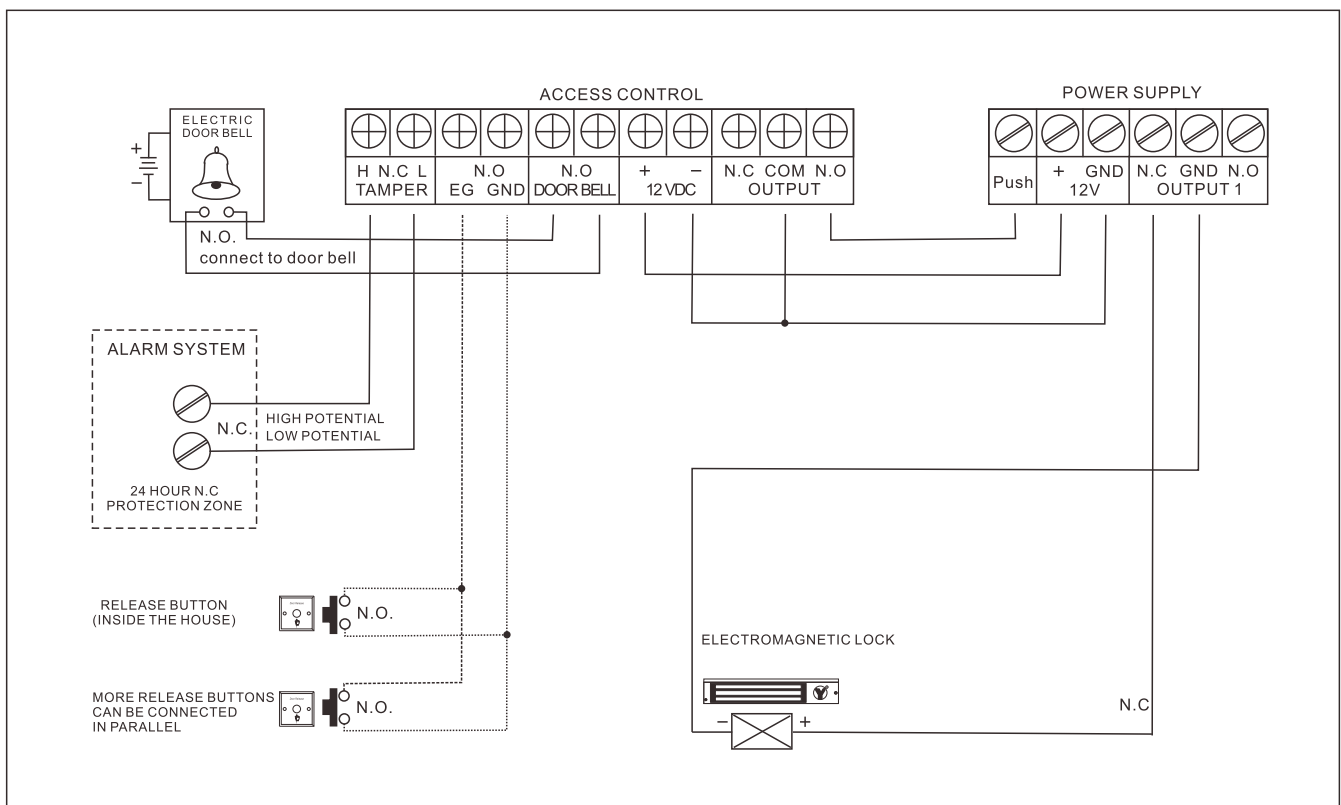 ACCESS CONTROL
POWER SUPPLY
ELECTRIC
DOOR BELL
+
−
N.O.
connect to door bell
H N.C L
TAMPER
N.O
EG GND
N.O
DOOR BELL
+ −
12 VDC
N.C COM N.O
OUTPUT
Push
+ GND
12V
N.C GND N.O
OUTPUT 1
ALARM SYSTEM
N.C.
HIGH POTENTIAL
LOW POTENTIAL
24 HOUR N.C
PROTECTION ZONE
RELEASE BUTTON
(INSIDE THE HOUSE)
N.O.
MORE RELEASE BUTTONS
CAN BE CONNECTED
IN PARALLEL
N.O.
ELECTROMAGNETIC LOCK
− +
N.C